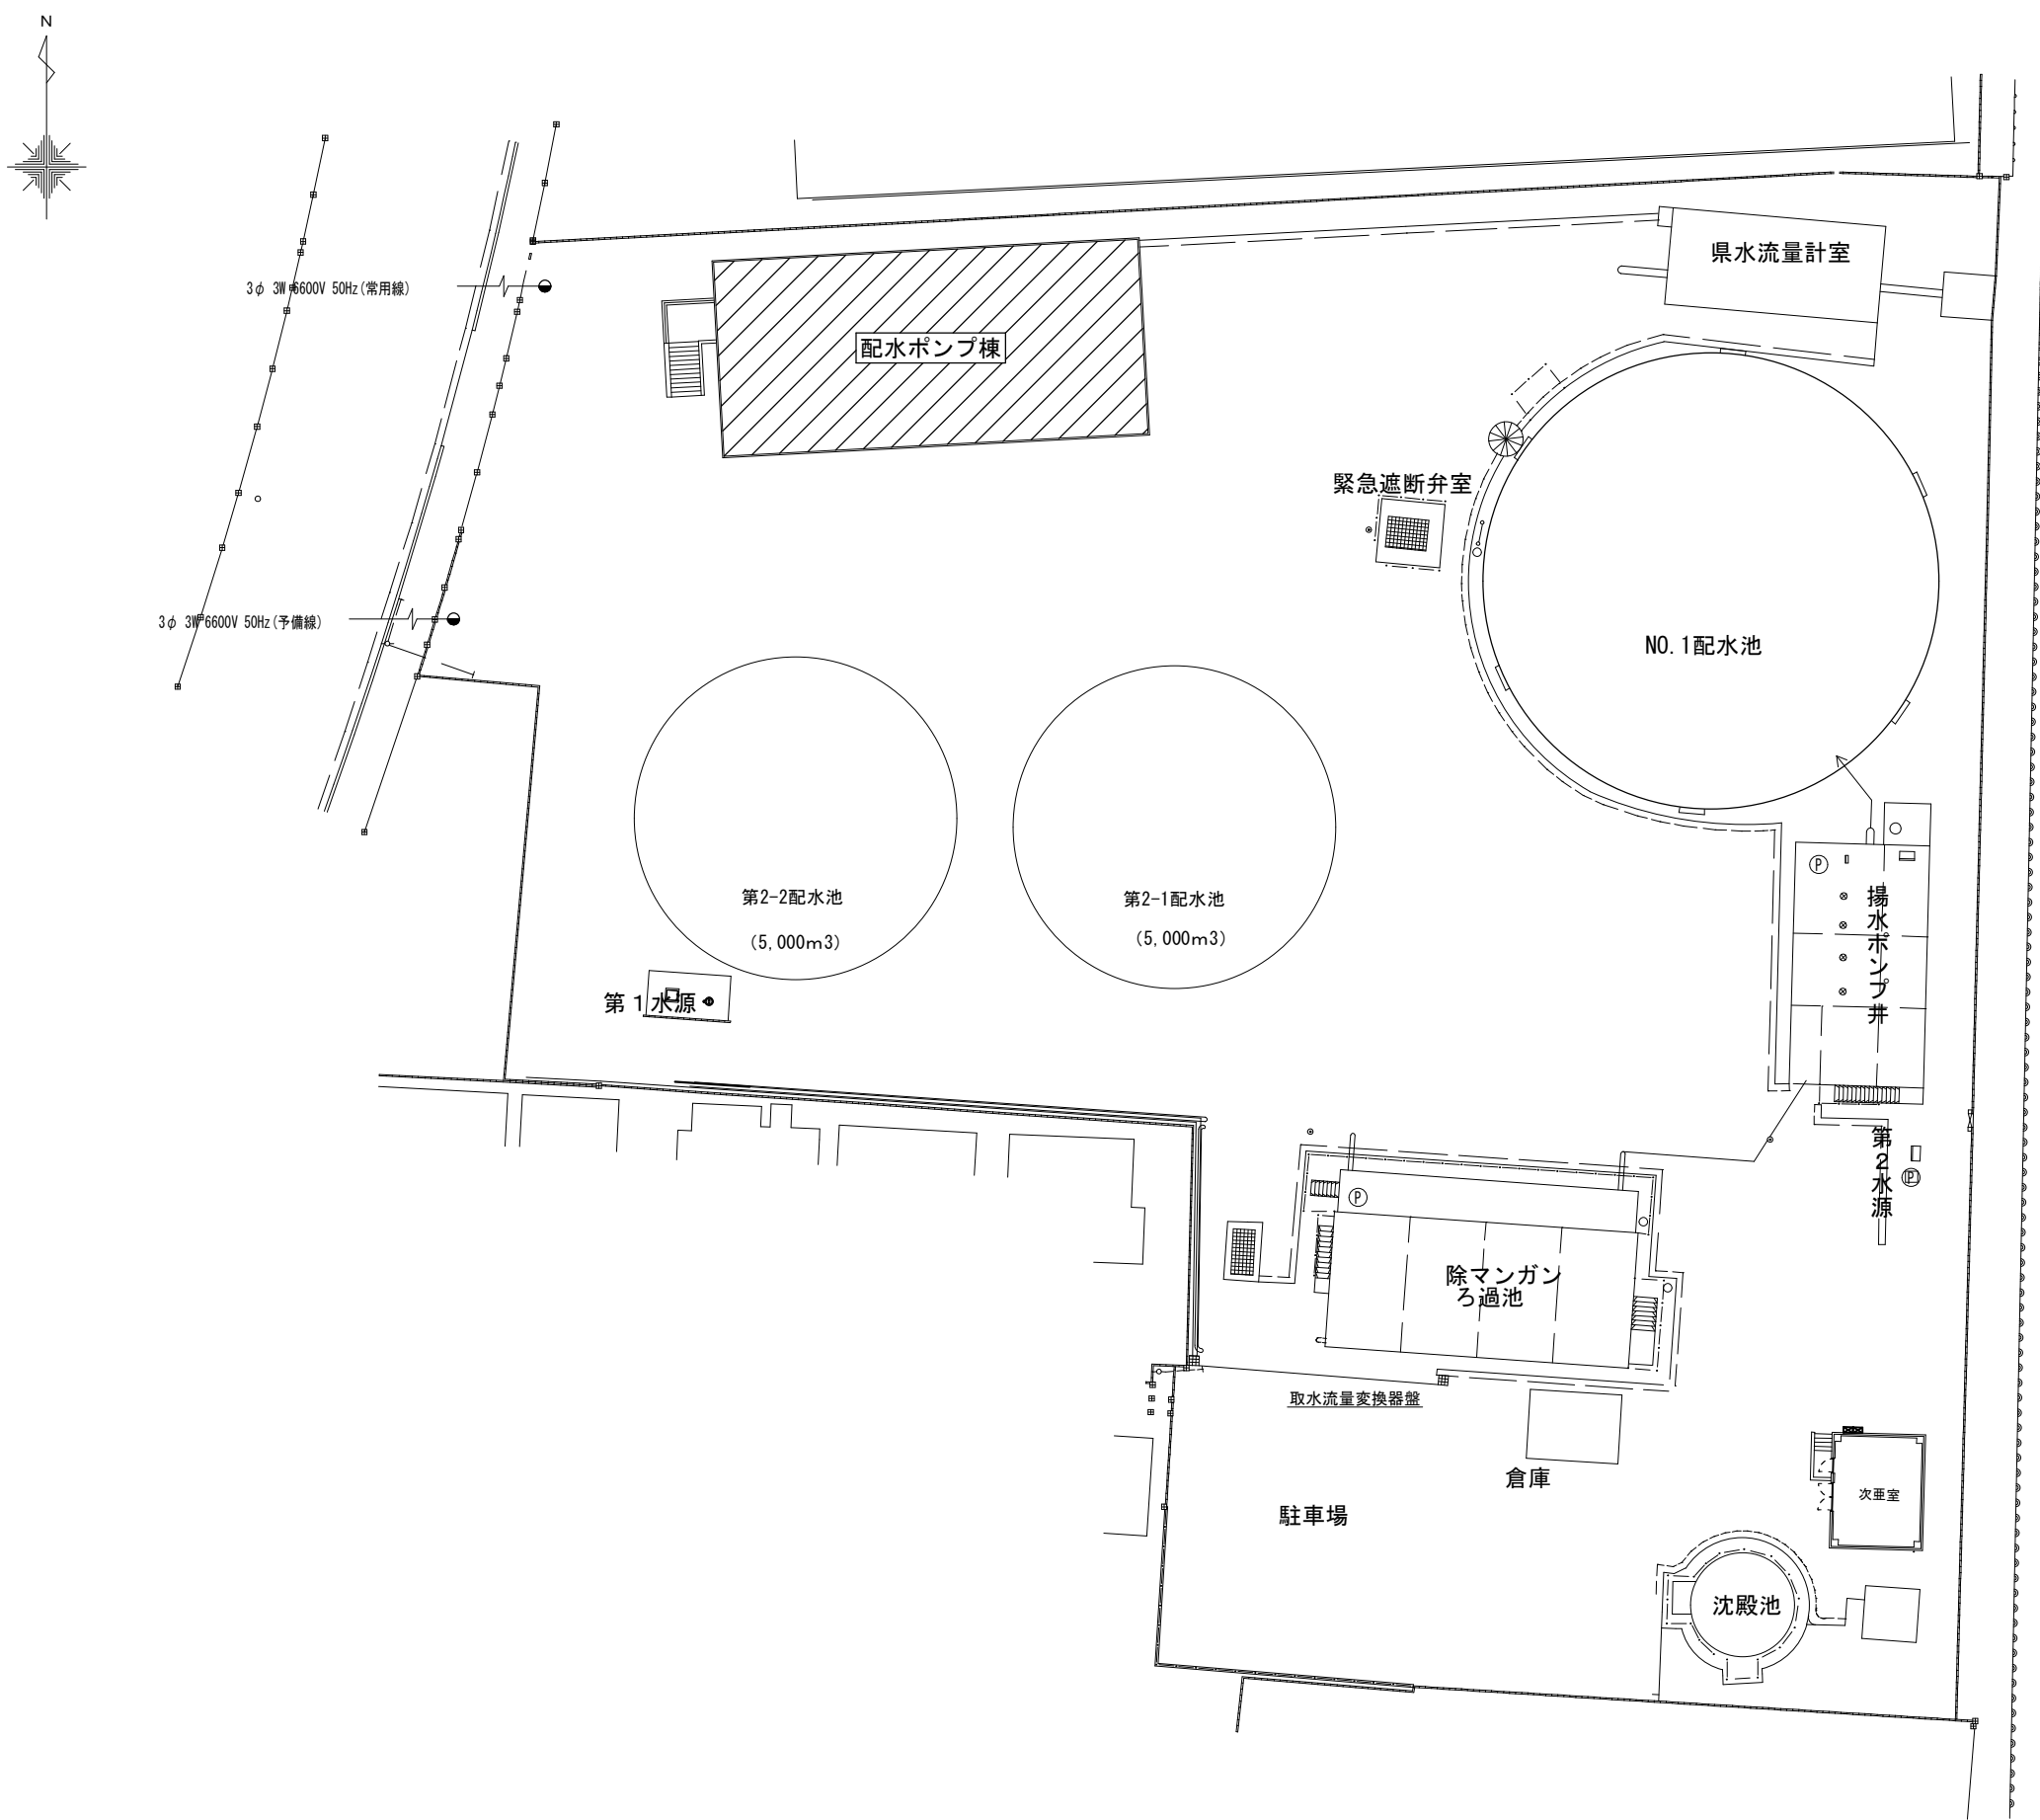 N
県水流量計室
3φ 3W 6600V 50Hz(常用線)
配水ポンプ棟
緊急遮断弁室
3φ 3W 6600V 50Hz(予備線)
NO.1配水池
P
揚水ポンプ井
第2-2配水池
(5,000m3)
第2-1配水池
(5,000m3)
第1水源
第2水源
P
P
除マンガン
ろ過池
取水流量変換器盤
倉庫
次亜室
駐車場
沈殿池